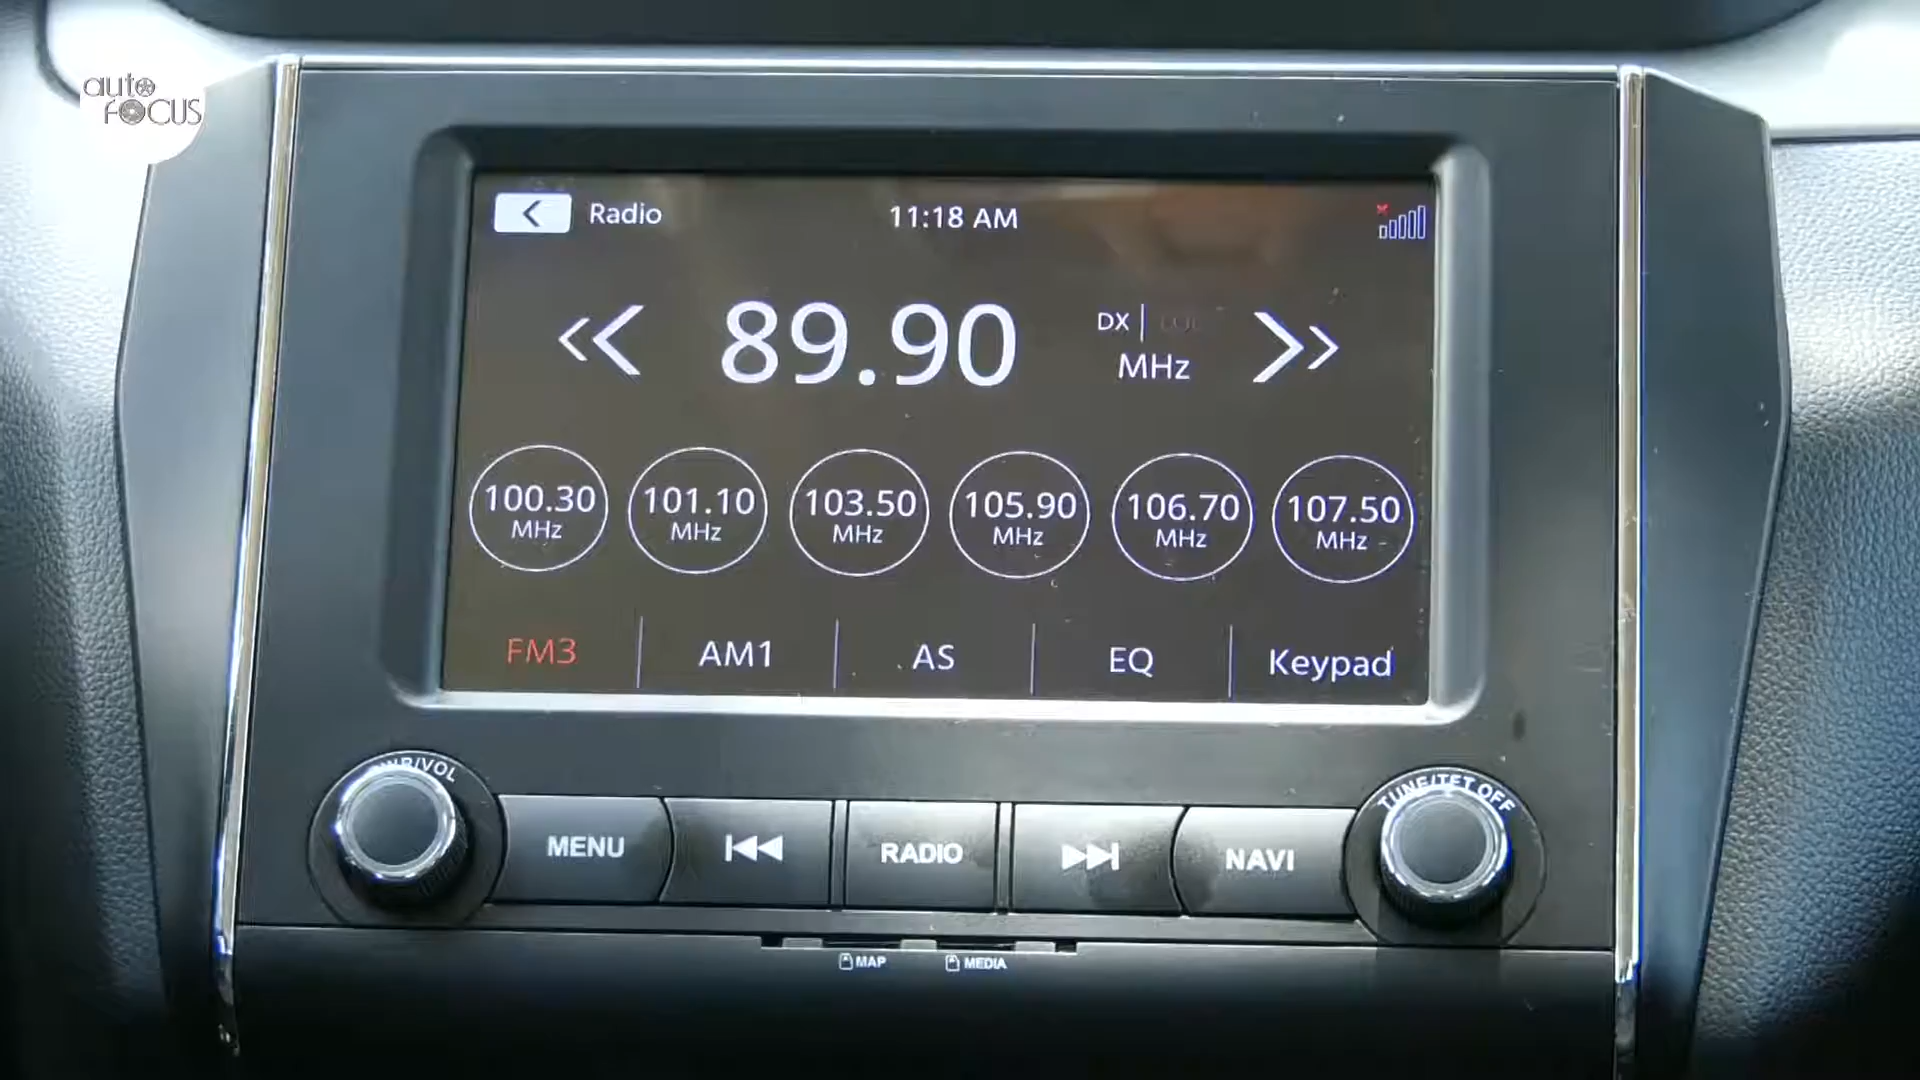 auto
FOCUS
Radio
11:18 AM
89.90
DX
MHz
100.30
MHz
101.10
MHz
103.50
MHz
105.90
MHz
106.70
MHz
107.50
MHz
FM3
AM1
AS
EQ
Keypad
PWR/VOL
TUNE/TFT OFF
MENU
RADIO
NAVI
MAP
MEDIA